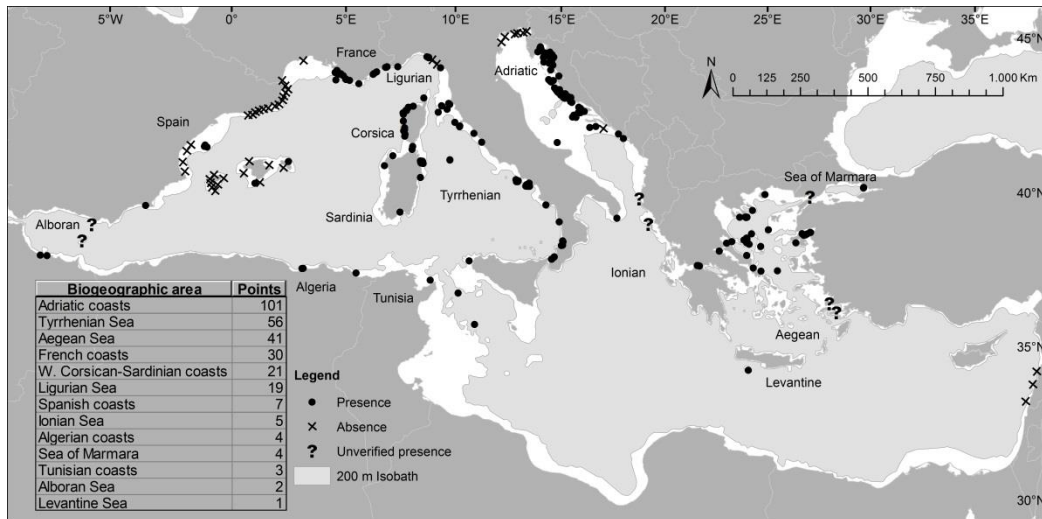 5°W 0° 5°E 10°E 15°E 20°E 25°E 30°E 35°E
45°N
France
Ligurian
Adriatic
N
0 60 125 250 500 750 1.000 Km
Spain
Corsica
Sea of Marmara
40°N
Tyrrhenian
Alboran
?
?
?
?
Sardinia
Ionian
Algeria
Tunisia
?
?
Aegean
35°N
Levantine
Biogeographic area Points
Adriatic coasts 101
Tyrrhenian Sea 56
Aegean Sea 41
French coasts 30
W. Corsican-Sardinian coasts 21
Ligurian Sea 19
Spanish coasts 7
Ionian Sea 5
Algerian coasts 4
Sea of Marmara 4
Tunisian coasts 3
Alboran Sea 2
Levantine Sea 1
Legend
Presence
Absence
? Unverified presence
200 m Isobath
30°N